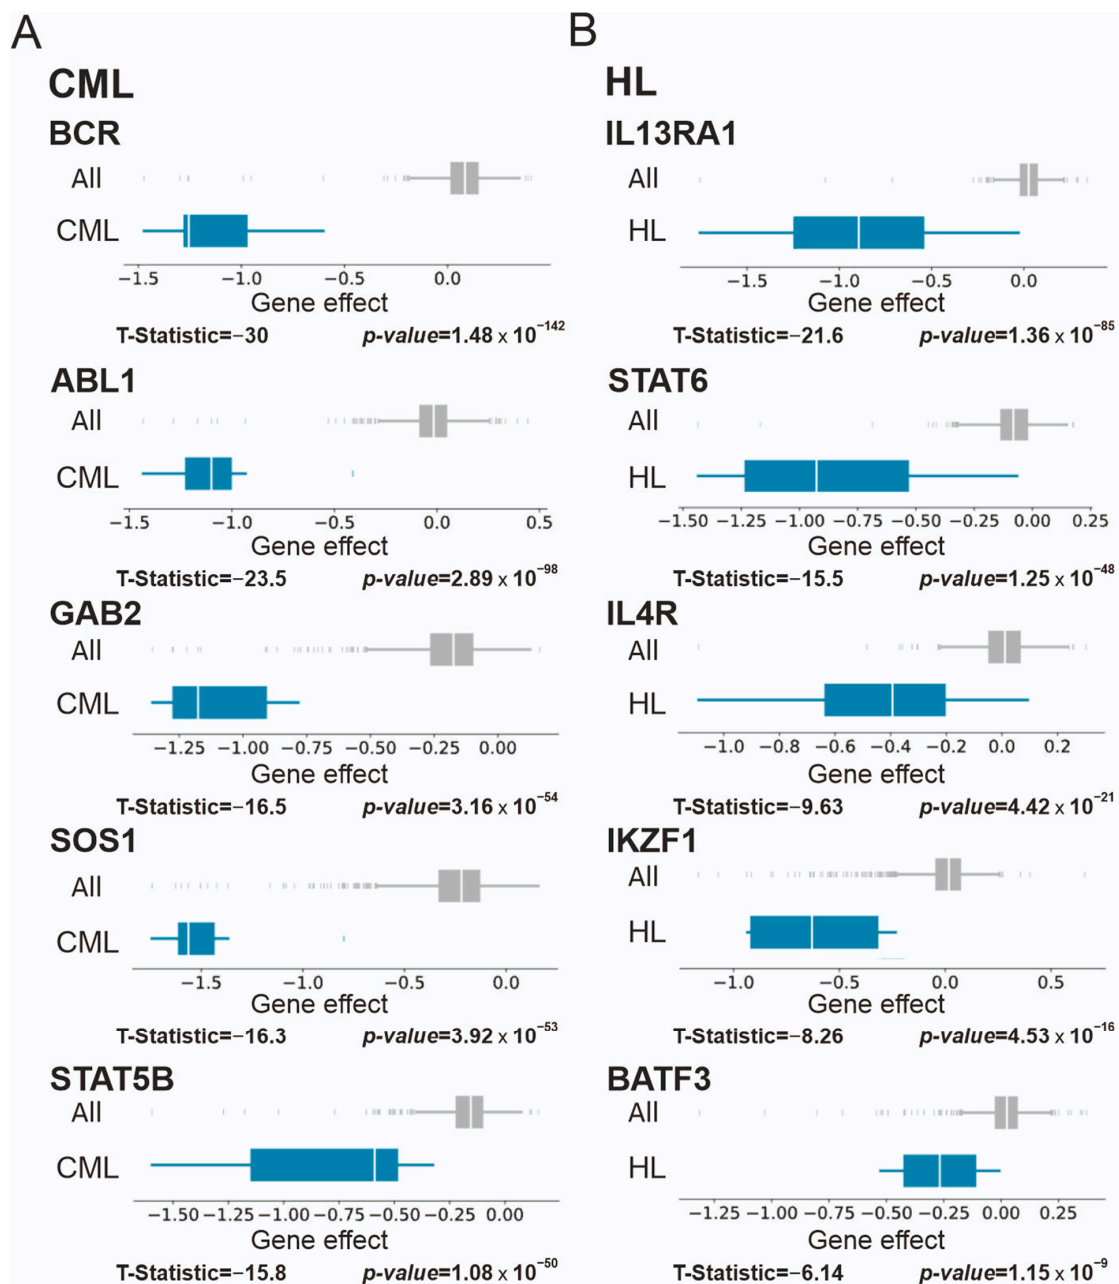 A
CML
BCR
All
CML
−1.5 −1.0 −0.5 0.0
Gene effect
T-Statistic=−30 p-value=1.48 x 10−142
ABL1
All
CML
−1.5 −1.0 −0.5 0.0 0.5
Gene effect
T-Statistic=−23.5 p-value=2.89 x 10−98
GAB2
All
CML
−1.25 −1.00 −0.75 −0.50 −0.25 0.00
Gene effect
T-Statistic=−16.5 p-value=3.16 x 10−54
SOS1
All
CML
−1.5 −1.0 −0.5 0.0
Gene effect
T-Statistic=−16.3 p-value=3.92 x 10−53
STAT5B
All
CML
−1.50 −1.25 −1.00 −0.75 −0.50 −0.25 0.00
Gene effect
T-Statistic=−15.8 p-value=1.08 x 10−50
B
HL
IL13RA1
All
HL
−1.5 −1.0 −0.5 0.0
Gene effect
T-Statistic=−21.6 p-value=1.36 x 10−85
STAT6
All
HL
−1.50 −1.25 −1.00 −0.75 −0.50 −0.25 0.00 0.25
Gene effect
T-Statistic=−15.5 p-value=1.25 x 10−48
IL4R
All
HL
−1.0 −0.8 −0.6 −0.4 −0.2 0.0 0.2
Gene effect
T-Statistic=−9.63 p-value=4.42 x 10−21
IKZF1
All
HL
−1.0 −0.5 0.0 0.5
Gene effect
T-Statistic=−8.26 p-value=4.53 x 10−16
BATF3
All
HL
−1.25 −1.00 −0.75 −0.50 −0.25 0.00 0.25
Gene effect
T-Statistic=−6.14 p-value=1.15 x 10−9